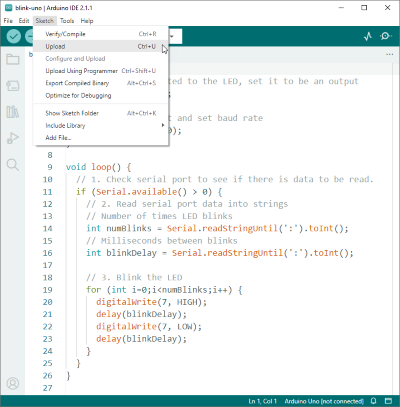 blink-uno | Arduino IDE 2.1.1
File Edit Sketch Tools Help
Verify/Compile Ctrl+R
Upload Ctrl+U
Configure and Upload
Upload Using Programmer Ctrl+Shift+U
Export Compiled Binary Alt+Ctrl+S
Optimize for Debugging
Show Sketch Folder Alt+Ctrl+K
Include Library
Add File...
b
ted to the LED, set it to be an output
;
t and set baud rate
0);
8
9 void loop() {
10 // 1. Check serial port to see if there is data to be read.
11 if (Serial.available() > 0) {
12 // 2. Read serial port data into strings
13 // Number of times LED blinks
14 int numBlinks = Serial.readStringUntil(':').toInt();
15 // Milliseconds between blinks
16 int blinkDelay = Serial.readStringUntil(':').toInt();
17
18 // 3. Blink the LED
19 for (int i=0;i<numBlinks;i++) {
20 digitalWrite(7, HIGH);
21 delay(blinkDelay);
22 digitalWrite(7, LOW);
23 delay(blinkDelay);
24 }
25 }
26 }
27
Ln 1, Col 1 Arduino Uno [not connected]